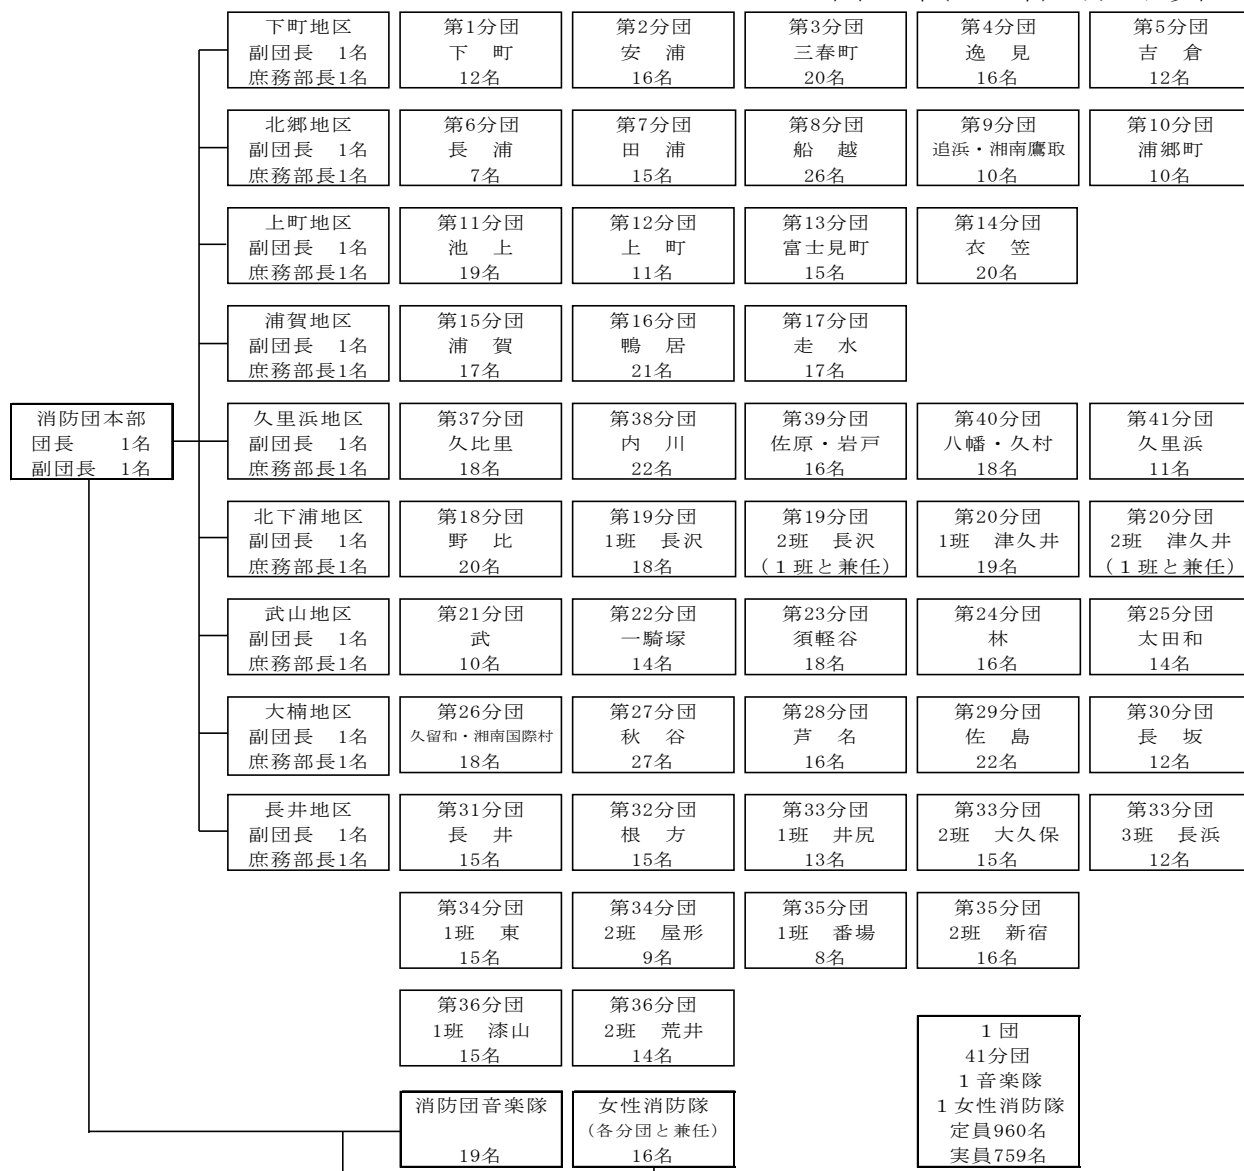 下町地区
副団長 1名
庶務部長1名
第1分団
下 町
12名
第2分団
安 浦
16名
第3分団
三春町
20名
第4分団
逸 見
16名
第5分団
吉 倉
12名
北郷地区
副団長 1名
庶務部長1名
第6分団
長 浦
7名
第7分団
田 浦
15名
第8分団
船 越
26名
第9分団
追浜・湘南鷹取
10名
第10分団
浦郷町
10名
上町地区
副団長 1名
庶務部長1名
第11分団
池 上
19名
第12分団
上 町
11名
第13分団
富士見町
15名
第14分団
衣 笠
20名
浦賀地区
副団長 1名
庶務部長1名
第15分団
浦 賀
17名
第16分団
鴨 居
21名
第17分団
走 水
17名
消防団本部
団長 1名
副団長 1名
久里浜地区
副団長 1名
庶務部長1名
第37分団
久比里
18名
第38分団
内 川
22名
第39分団
佐原・岩戸
16名
第40分団
八幡・久村
18名
第41分団
久里浜
11名
北下浦地区
副団長 1名
庶務部長1名
第18分団
野 比
20名
第19分団
1班 長沢
18名
第19分団
2班 長沢
(1班と兼任)
第20分団
1班 津久井
19名
第20分団
2班 津久井
(1班と兼任)
武山地区
副団長 1名
庶務部長1名
第21分団
武
10名
第22分団
一騎塚
14名
第23分団
須軽谷
18名
第24分団
林
16名
第25分団
太田和
14名
大楠地区
副団長 1名
庶務部長1名
第26分団
久留和・湘南国際村
18名
第27分団
秋 谷
27名
第28分団
芦 名
16名
第29分団
佐 島
22名
第30分団
長 坂
12名
長井地区
副団長 1名
庶務部長1名
第31分団
長 井
15名
第32分団
根 方
15名
第33分団
1班 井尻
13名
第33分団
2班 大久保
15名
第33分団
3班 長浜
12名
第34分団
1班 東
15名
第34分団
2班 屋形
9名
第35分団
1班 番場
8名
第35分団
2班 新宿
16名
第36分団
1班 漆山
15名
第36分団
2班 荒井
14名
消防団音楽隊
19名
女性消防隊
(各分団と兼任)
16名
1団
41分団
1音楽隊
1女性消防隊
定員960名
実員759名